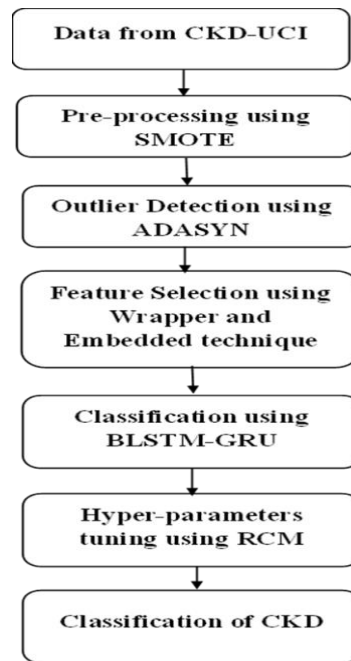 Data from CKD-UCI
Pre-processing using
SMOTE
Outlier Detection using
ADASYN
Feature Selection using
Wrapper and
Embedded technique
Classification using
BLSTM-GRU
Hyper-parameters
tuning using RCM
Classification of CKD